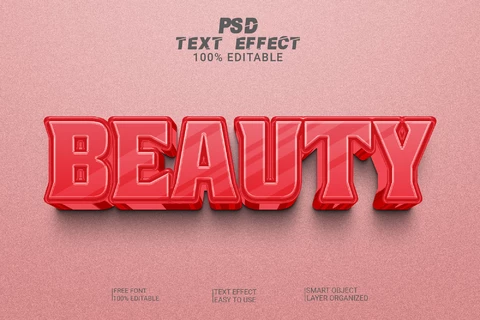 PSD
TEXT EFFECT
100% EDITABLE
BEAUTY
FREE FONT
100% EDITABLE
TEXT EFFECT
EASY TO USE
SMART OBJECT
LAYER ORGANIZED